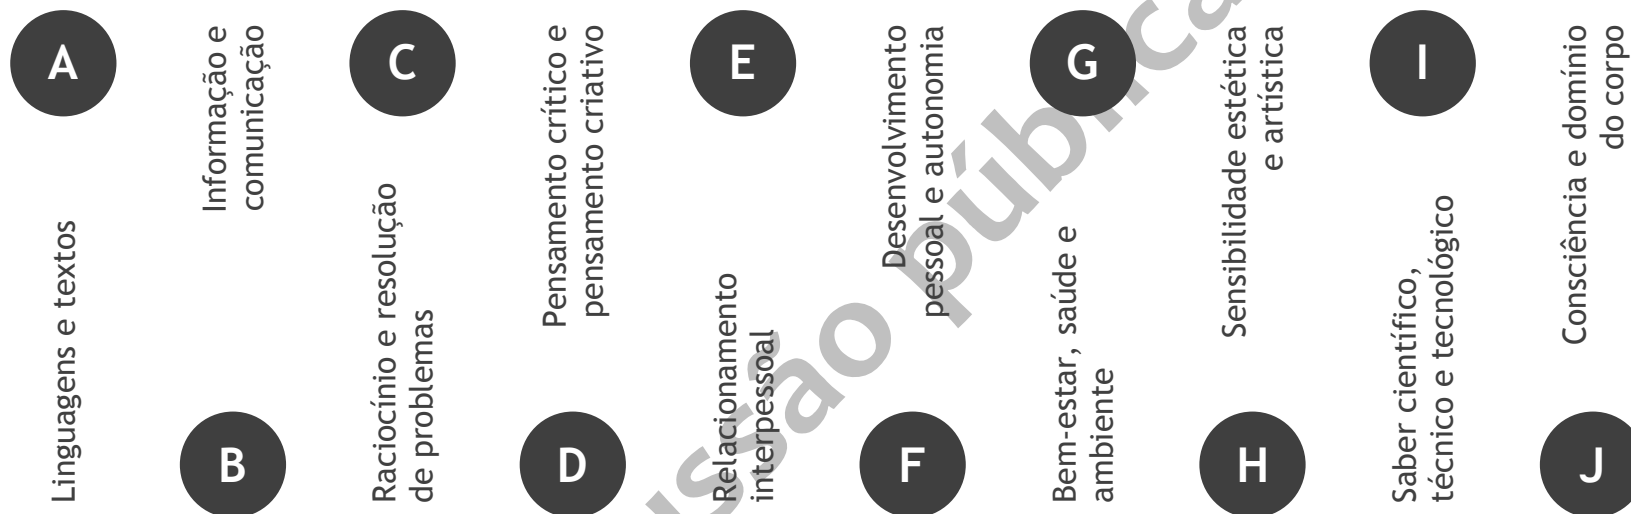 A
Linguagens e textos
Informação e
comunicação
B
C
Raciocínio e resolução
de problemas
Pensamento crítico e
pensamento criativo
D
E
Relacionamento
interpessoal
Desenvolvimento
pessoal e autonomia
F
G
Bem-estar, saúde e
ambiente
Sensibilidade estética
e artística
H
I
Saber científico,
técnico e tecnológico
Consciência e domínio
do corpo
J